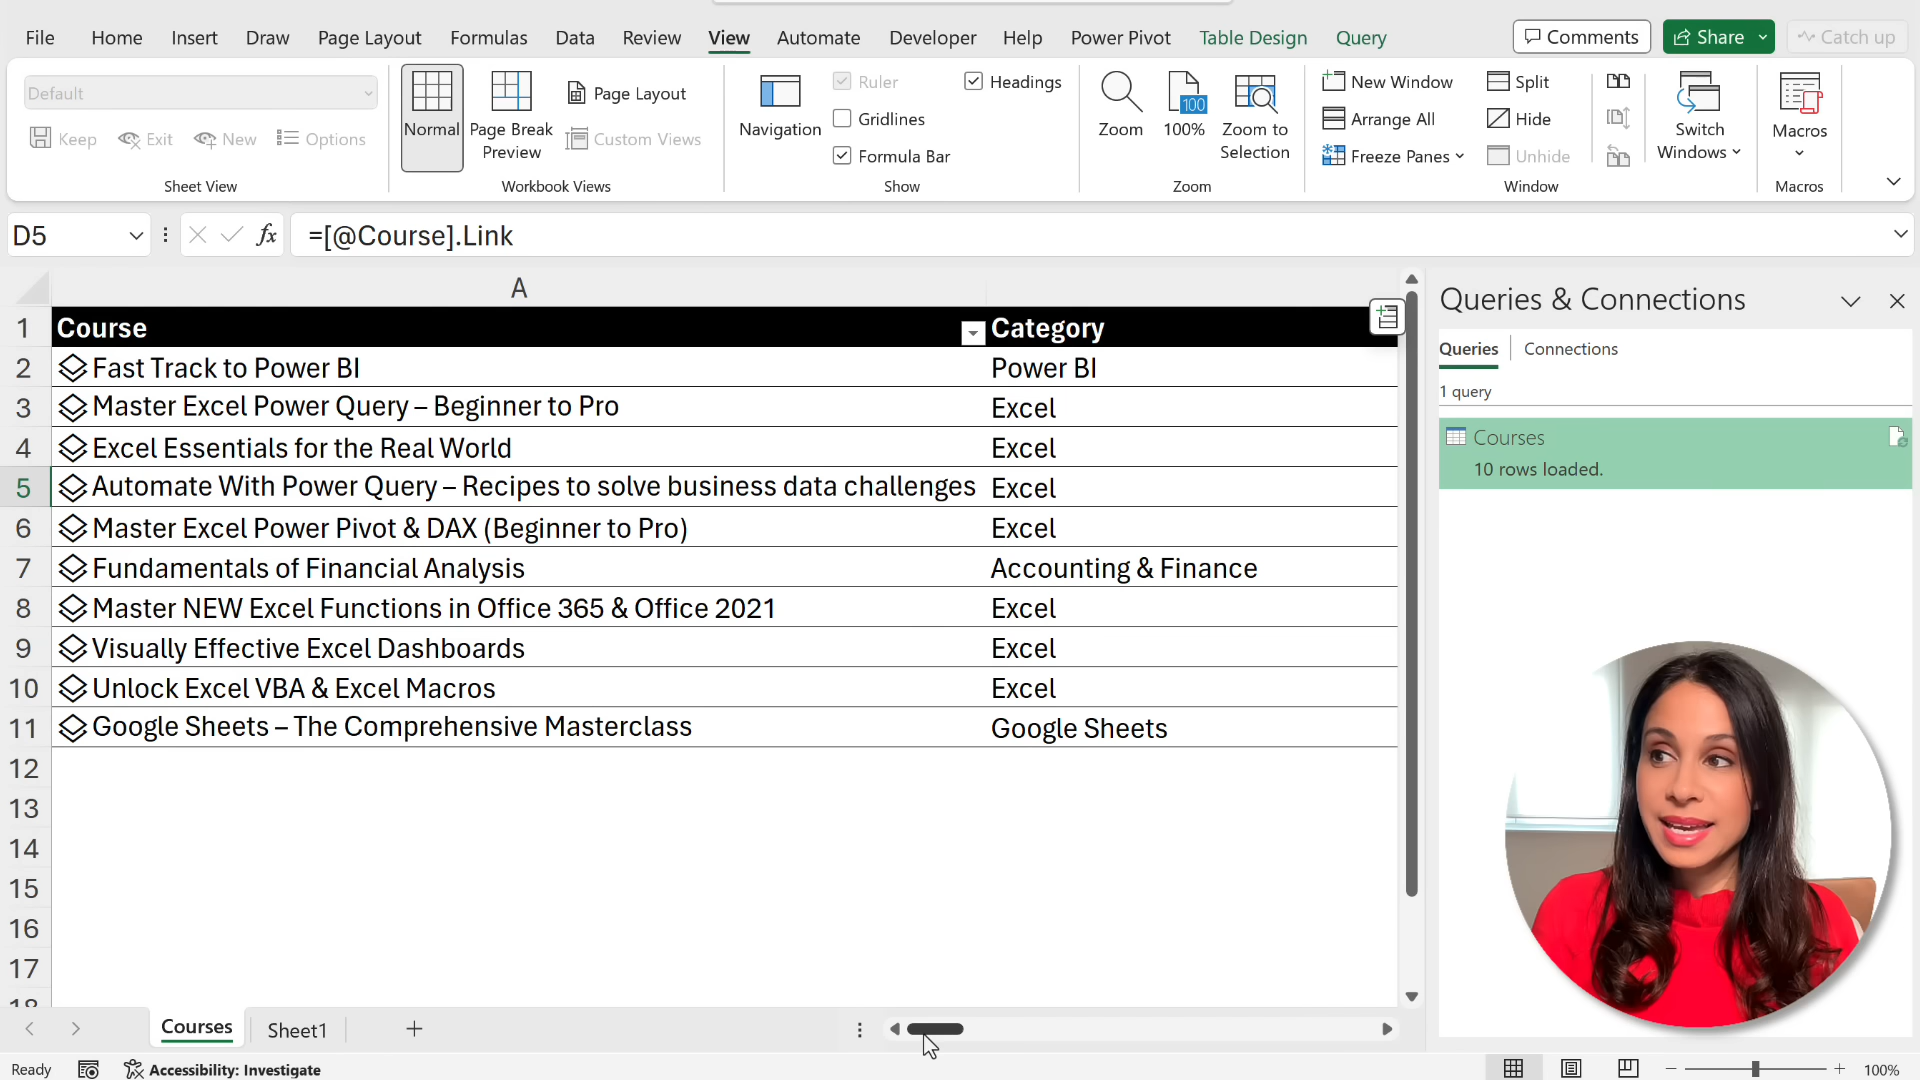 File Home Insert Draw Page Layout Formulas Data Review View Automate Developer Help Power Pivot Table Design Query Comments Share Catch up
Default
Keep Exit New Options
Sheet View
Normal
Page Break Preview
Page Layout
Custom Views
Workbook Views
Navigation
Ruler
Gridlines
Formula Bar
Headings
Show
Zoom
100
100%
Zoom to Selection
Zoom
New Window
Arrange All
Freeze Panes
Split
Hide
Unhide
Switch Windows
Window
Macros
Macros
D5 fx =[@Course].Link
A
1 Course Category
2 Fast Track to Power BI Power BI
3 Master Excel Power Query – Beginner to Pro Excel
4 Excel Essentials for the Real World Excel
5 Automate With Power Query – Recipes to solve business data challenges Excel
6 Master Excel Power Pivot & DAX (Beginner to Pro) Excel
7 Fundamentals of Financial Analysis Accounting & Finance
8 Master NEW Excel Functions in Office 365 & Office 2021 Excel
9 Visually Effective Excel Dashboards Excel
10 Unlock Excel VBA & Excel Macros Excel
11 Google Sheets – The Comprehensive Masterclass Google Sheets
12
13
14
15
16
17
18
Queries & Connections
Queries Connections
1 query
Courses
10 rows loaded.
Courses Sheet1
Ready Accessibility: Investigate 100%